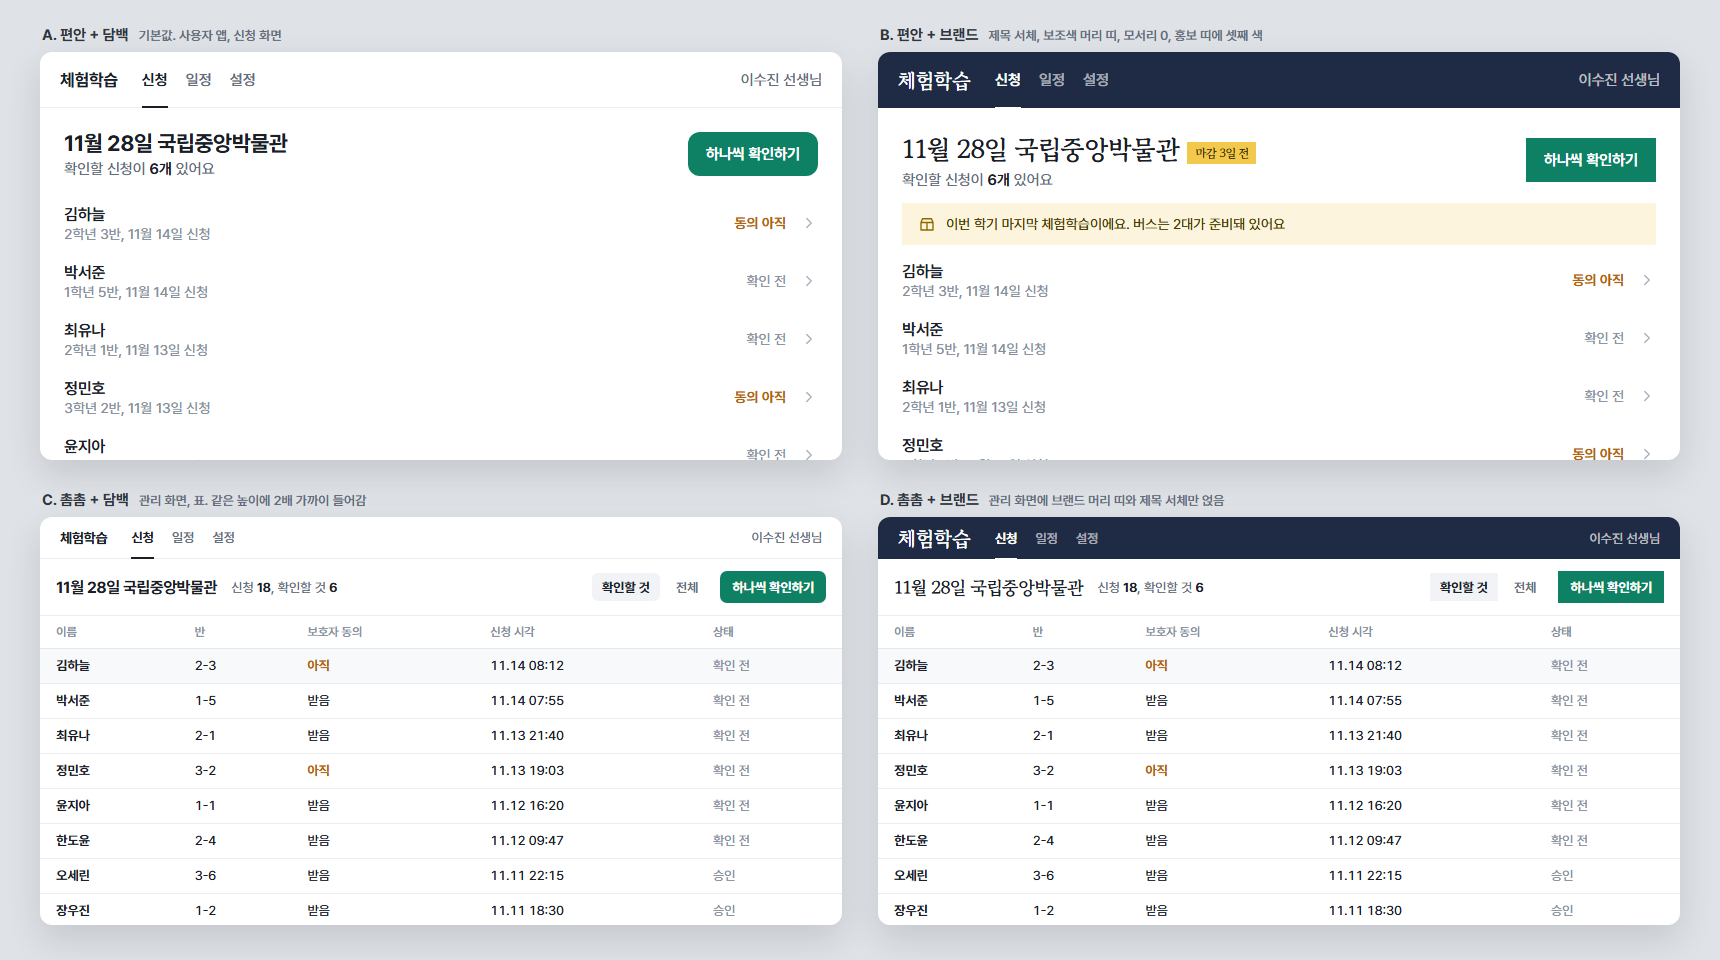 A. 편안 + 담백 기본값. 사용자 앱, 신청 화면
체험학습 신청 일정 설정 이수진 선생님
11월 28일 국립중앙박물관
확인할 신청이 6개 있어요
하나씩 확인하기
김하늘
2학년 3반, 11월 14일 신청
동의 아직
박서준
1학년 5반, 11월 14일 신청
확인 전
최유나
2학년 1반, 11월 13일 신청
확인 전
정민호
3학년 2반, 11월 13일 신청
동의 아직
윤지아
확인 전
B. 편안 + 브랜드 제목 서체, 보조색 머리 띠, 모서리 0, 홍보 띠에 셋째 색
체험학습 신청 일정 설정 이수진 선생님
11월 28일 국립중앙박물관 마감 3일 전
확인할 신청이 6개 있어요
하나씩 확인하기
이번 학기 마지막 체험학습이에요. 버스는 2대가 준비돼 있어요
김하늘
2학년 3반, 11월 14일 신청
동의 아직
박서준
1학년 5반, 11월 14일 신청
확인 전
최유나
2학년 1반, 11월 13일 신청
확인 전
정민호
동의 아직
C. 촘촘 + 담백 관리 화면, 표. 같은 높이에 2배 가까이 들어감
체험학습 신청 일정 설정 이수진 선생님
11월 28일 국립중앙박물관 신청 18, 확인할 것 6 확인할 것 전체 하나씩 확인하기
이름 반 보호자 동의 신청 시각 상태
김하늘 2-3 아직 11.14 08:12 확인 전
박서준 1-5 받음 11.14 07:55 확인 전
최유나 2-1 받음 11.13 21:40 확인 전
정민호 3-2 아직 11.13 19:03 확인 전
윤지아 1-1 받음 11.12 16:20 확인 전
한도윤 2-4 받음 11.12 09:47 확인 전
오세린 3-6 받음 11.11 22:15 승인
장우진 1-2 받음 11.11 18:30 승인
D. 촘촘 + 브랜드 관리 화면에 브랜드 머리 띠와 제목 서체만 얹음
체험학습 신청 일정 설정 이수진 선생님
11월 28일 국립중앙박물관 신청 18, 확인할 것 6 확인할 것 전체 하나씩 확인하기
이름 반 보호자 동의 신청 시각 상태
김하늘 2-3 아직 11.14 08:12 확인 전
박서준 1-5 받음 11.14 07:55 확인 전
최유나 2-1 받음 11.13 21:40 확인 전
정민호 3-2 아직 11.13 19:03 확인 전
윤지아 1-1 받음 11.12 16:20 확인 전
한도윤 2-4 받음 11.12 09:47 확인 전
오세린 3-6 받음 11.11 22:15 승인
장우진 1-2 받음 11.11 18:30 승인